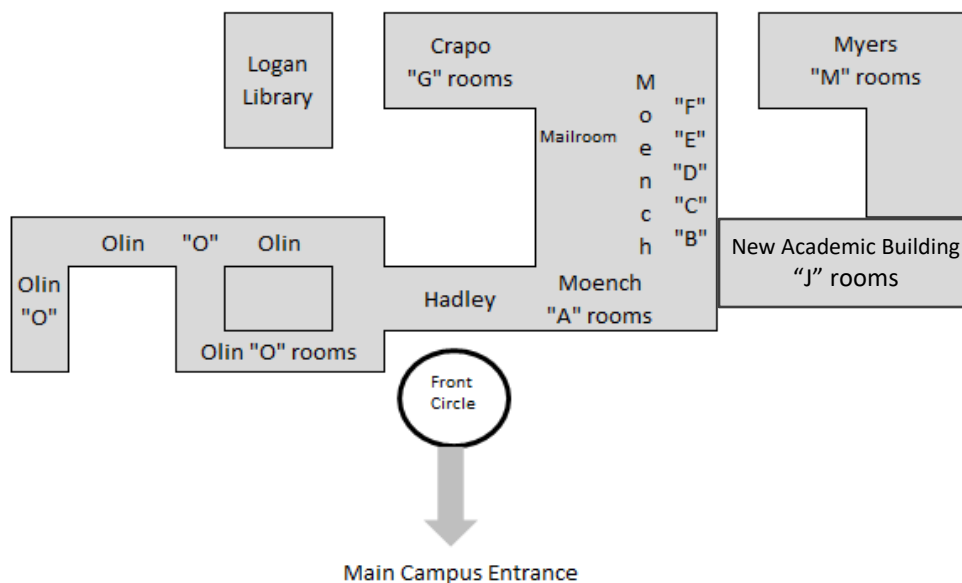 Logan
Library
Crapo
"G" rooms
M
o
e
n
c
h
"F"
"E"
"D"
"C"
"B"
Mailroom
Myers
"M" rooms
Olin "O" Olin
Olin
"O"
Olin "O" rooms
Hadley
Moench
"A" rooms
New Academic Building
“J” rooms
Front
Circle
Main Campus Entrance